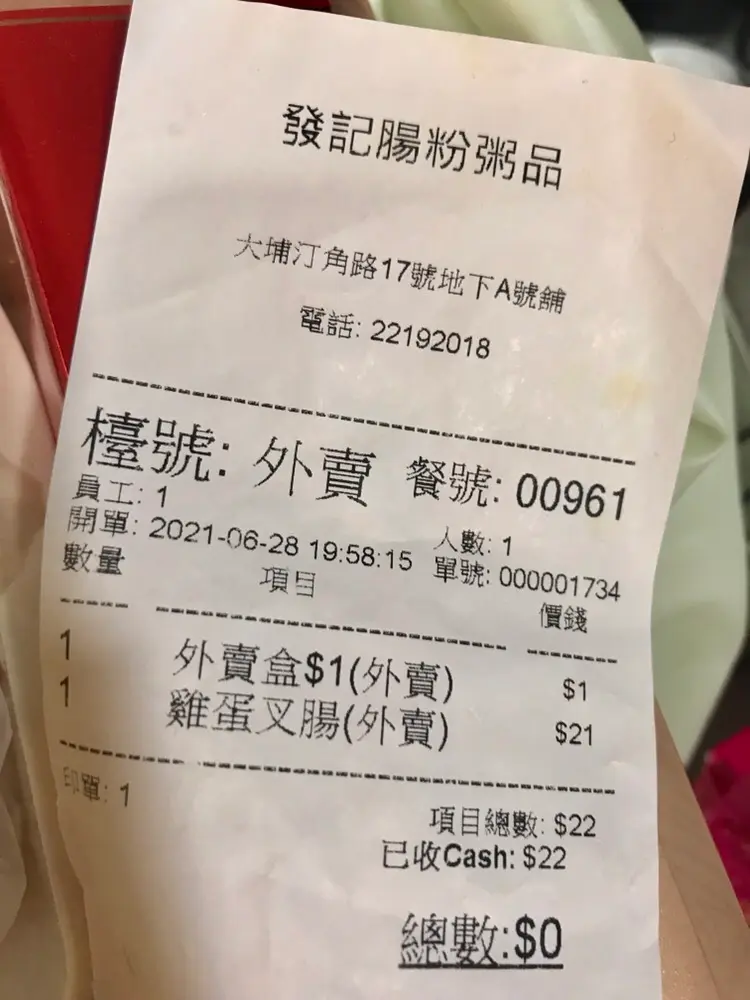 發記腸粉粥品
大埔汀角路17號地下A號舖
電話: 22192018
檯號: 外賣 餐號: 00961
員工: 1 人數: 1
開單: 2021-06-28 19:58:15 單號: 000001734
數量 項目 價錢
1 外賣盒$1(外賣) $1
1 雞蛋叉腸(外賣) $21
印單: 1
項目總數: $22
已收Cash: $22
總數:$0